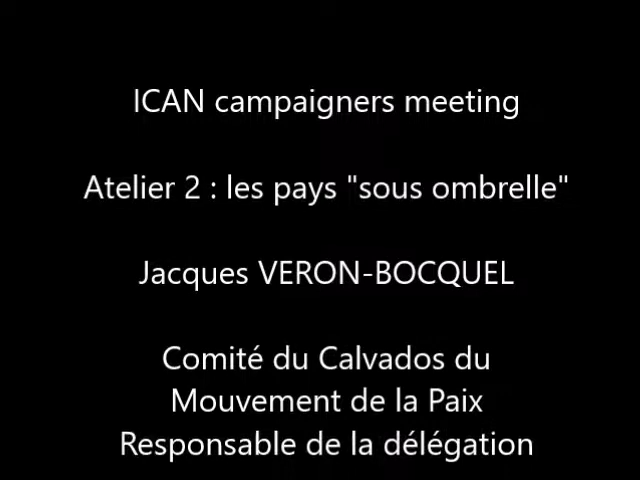 ICAN campaigners meeting
Atelier 2 : les pays "sous ombrelle"
Jacques VERON-BOCQUEL
Comité du Calvados du
Mouvement de la Paix
Responsable de la délégation